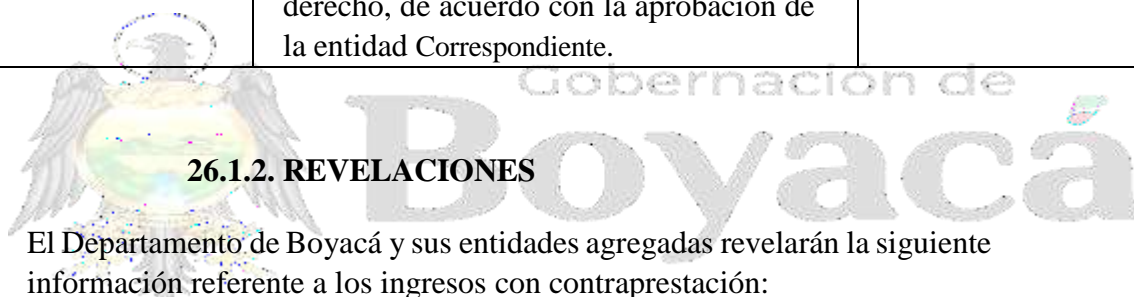 derecho, de acuerdo con la aprobación de
la entidad Correspondiente.
Gobernación de
Boyacá
26.1.2. REVELACIONES
El Departamento de Boyacá y sus entidades agregadas revelarán la siguiente
información referente a los ingresos con contraprestación: